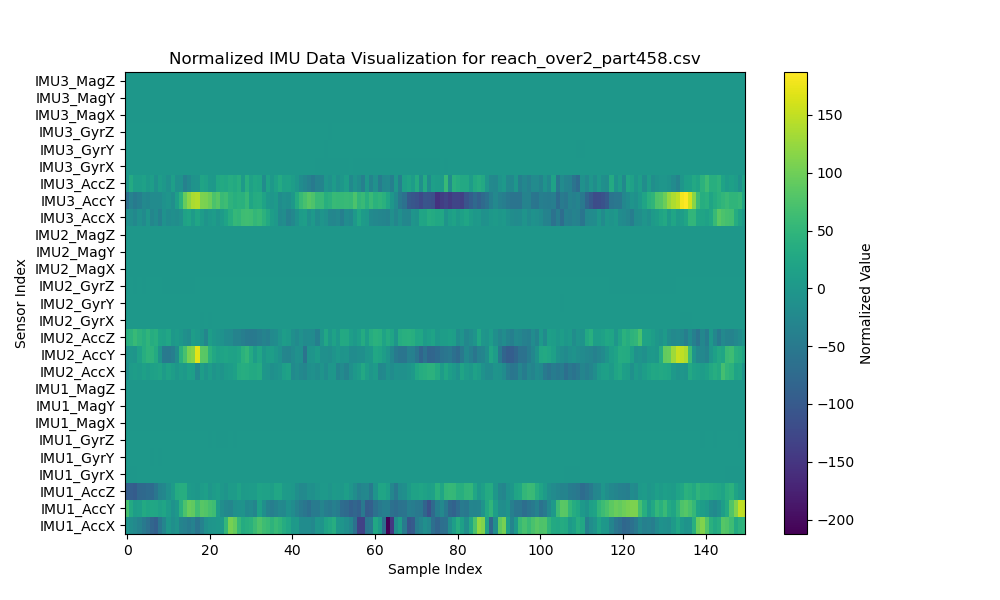 Normalized IMU Data Visualization for reach_over2_part458.csv
IMU3_MagZ
IMU3_MagY
IMU3_MagX
IMU3_GyrZ
IMU3_GyrY
IMU3_GyrX
IMU3_AccZ
IMU3_AccY
IMU3_AccX
IMU2_MagZ
IMU2_MagY
IMU2_MagX
IMU2_GyrZ
IMU2_GyrY
IMU2_GyrX
IMU2_AccZ
IMU2_AccY
IMU2_AccX
IMU1_MagZ
IMU1_MagY
IMU1_MagX
IMU1_GyrZ
IMU1_GyrY
IMU1_GyrX
IMU1_AccZ
IMU1_AccY
IMU1_AccX
Sensor Index
0 20 40 60 80 100 120 140
Sample Index
150
100
50
0
−50
−100
−150
−200
Normalized Value